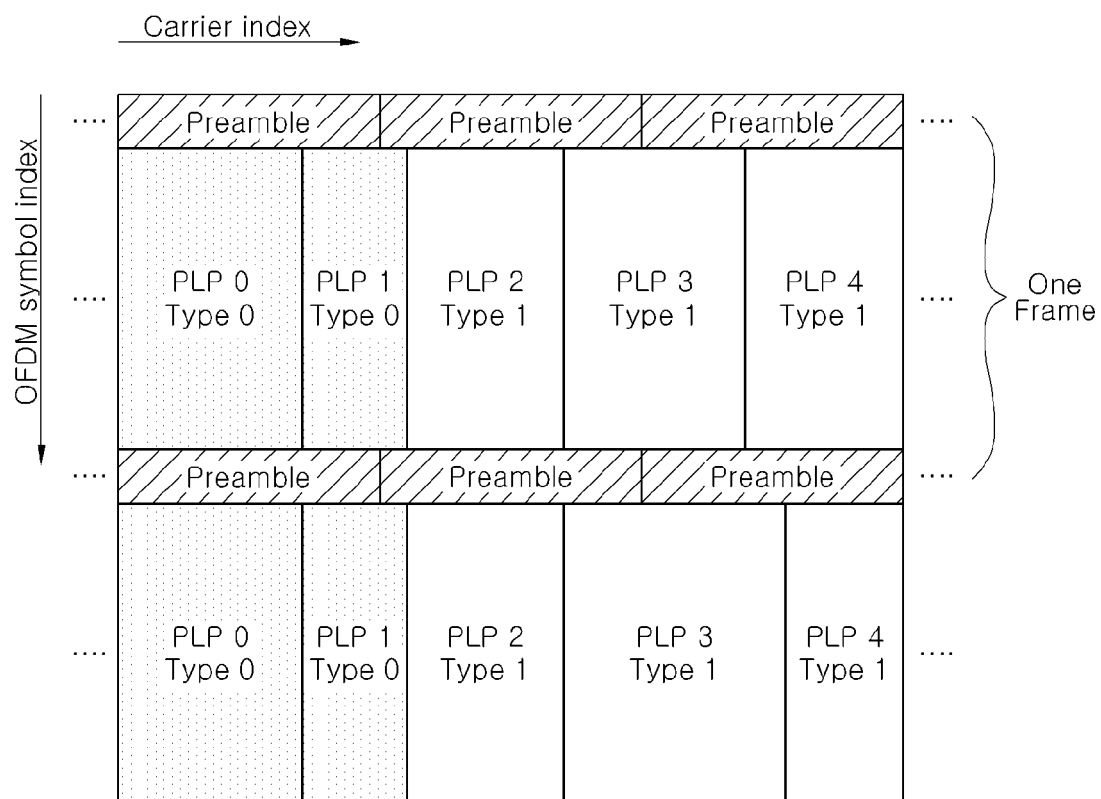 Carrier index
OFDM symbol index
.... Preamble Preamble Preamble ....
.... PLP 0 PLP 1 PLP 2 PLP 3 PLP 4 ....
Type 0 Type 0 Type 1 Type 1 Type 1
One
Frame
.... Preamble Preamble Preamble ....
.... PLP 0 PLP 1 PLP 2 PLP 3 PLP 4 ....
Type 0 Type 0 Type 1 Type 1 Type 1